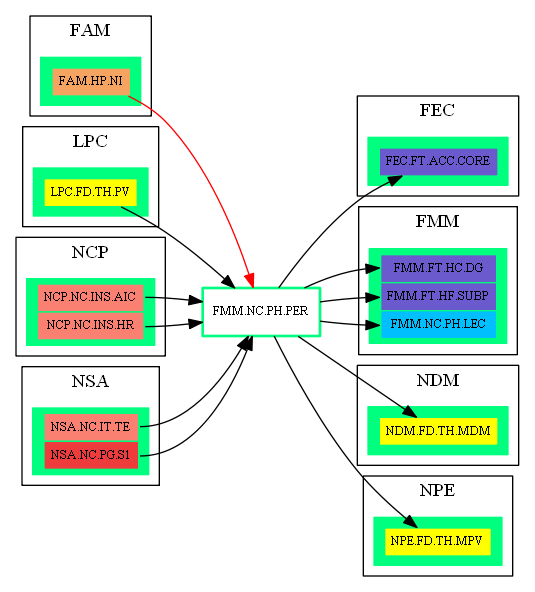 FAM
FAM.HP.NI
LPC
LPC.FD.TH.PV
NCP
NCP.NC.INS.AIC
NCP.NC.INS.HR
NSA
NSA.NC.IT.TE
NSA.NC.PG.S1
FMM.NC.PH.PER
FEC
FEC.FT.ACC.CORE
FMM
FMM.FT.HC.DG
FMM.FT.HF.SUBP
FMM.NC.PH.LEC
NDM
NDM.FD.TH.MDM
NPE
NPE.FD.TH.MPV